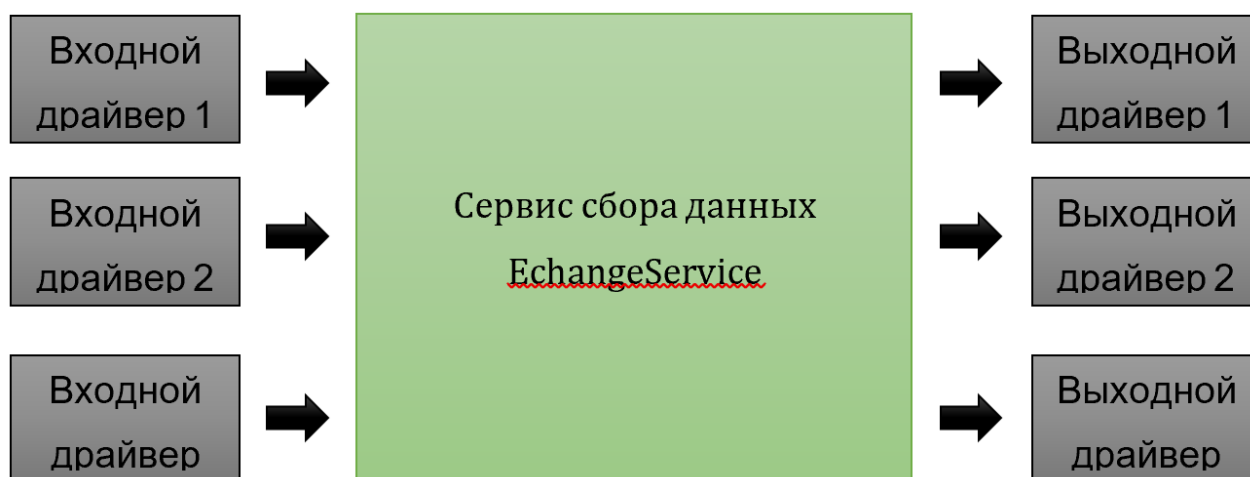 Входной
драйвер 1
Сервис сбора данных
EchangeService
Выходной
драйвер 1
Входной
драйвер 2
Выходной
драйвер 2
Входной
драйвер
Выходной
драйвер